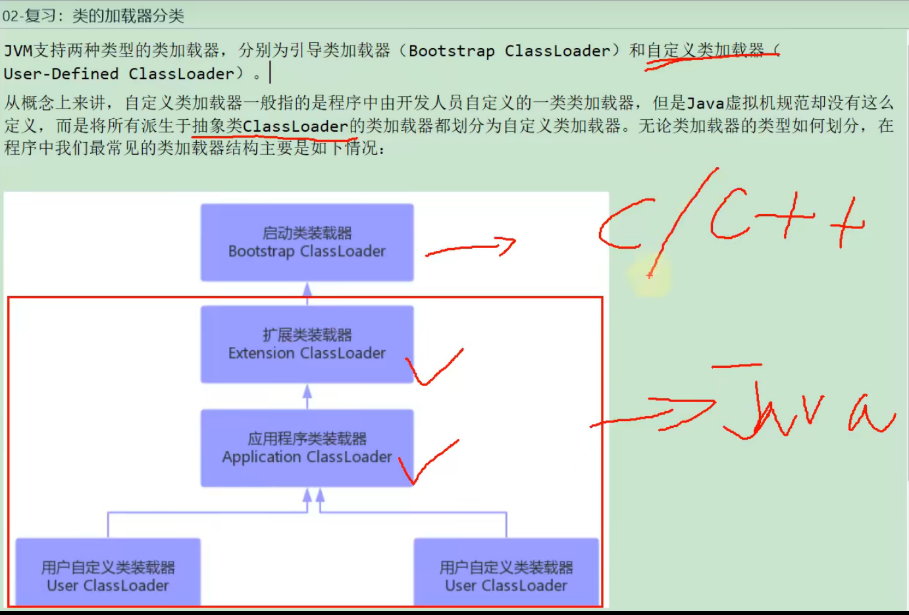 02-复习：类的加载器分类
JVM支持两种类型的类加载器，分别为引导类加载器（Bootstrap ClassLoader）和自定义类加载器（
User-Defined ClassLoader）。
从概念上来讲，自定义类加载器一般指的是程序中由开发人员自定义的一类类加载器，但是Java虚拟机规范却没有这么
定义，而是将所有派生于抽象类ClassLoader的类加载器都划分为自定义类加载器。无论类加载器的类型如何划分，在
程序中我们最常见的类加载器结构主要是如下情况：
启动类装载器
Bootstrap ClassLoader
C/C++
扩展类装载器
Extension ClassLoader
Java
应用程序类装载器
Application ClassLoader
用户自定义类装载器
User ClassLoader
用户自定义类装载器
User ClassLoader